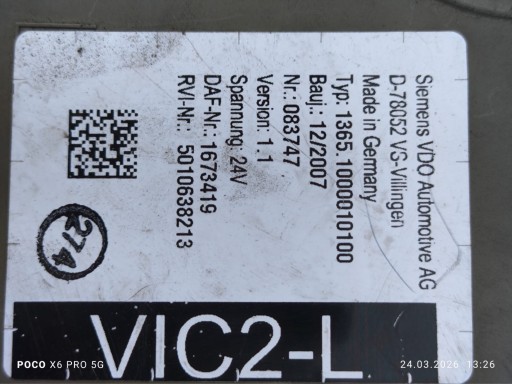 Siemens VDO Automotive AG
D-78052 VS-Villingen
Made in Germany
Typ: 1365.1000010100
Bauj.: 12/2007
Nr.: 083747
Version: 1.1
Spannung: 24V
DAF-Nr.: 1673419
RVI-Nr.: 5010638213
274
VIC2-L
POCO X6 PRO 5G
24.03.2026 13:26